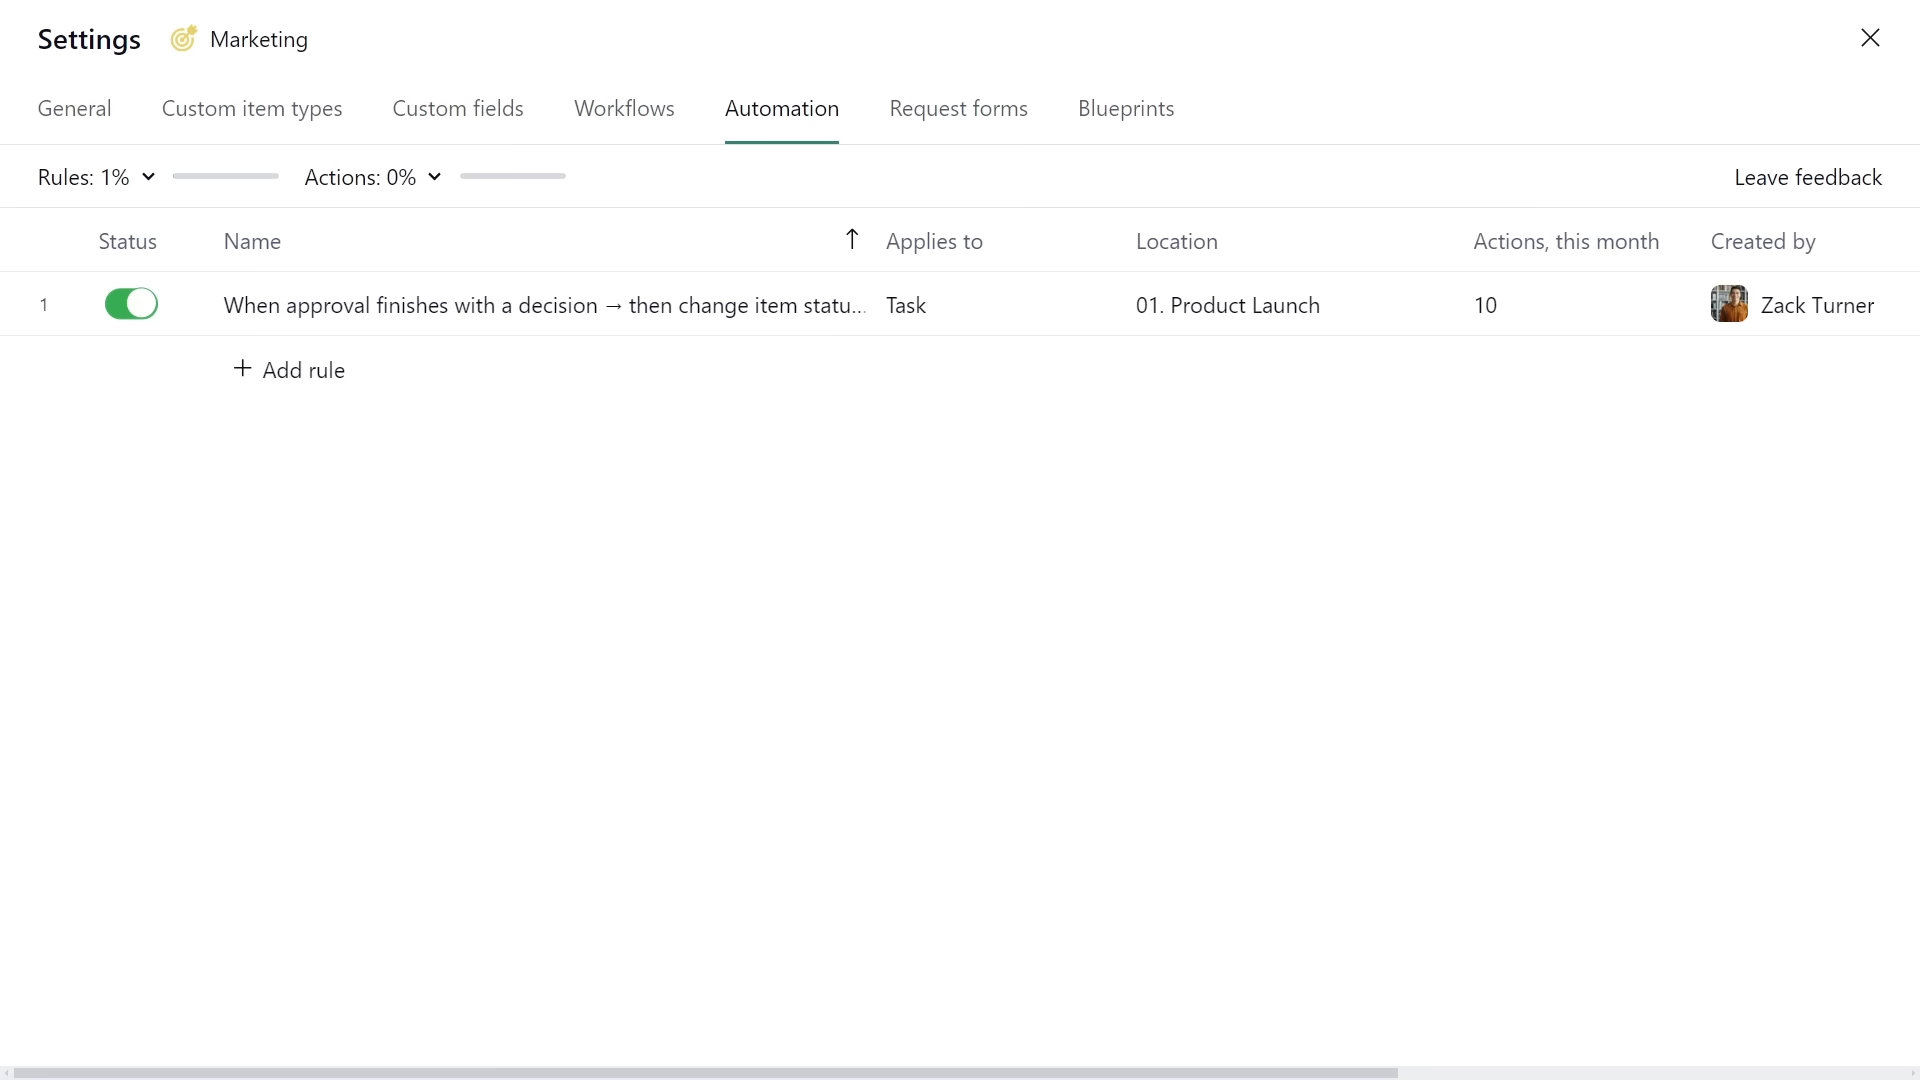 Settings Marketing
General Custom item types Custom fields Workflows Automation Request forms Blueprints
Rules: 1% Actions: 0% Leave feedback
Status Name ↑ Applies to Location Actions, this month Created by
1 When approval finishes with a decision → then change item statu... Task 01. Product Launch 10 Zack Turner
+ Add rule